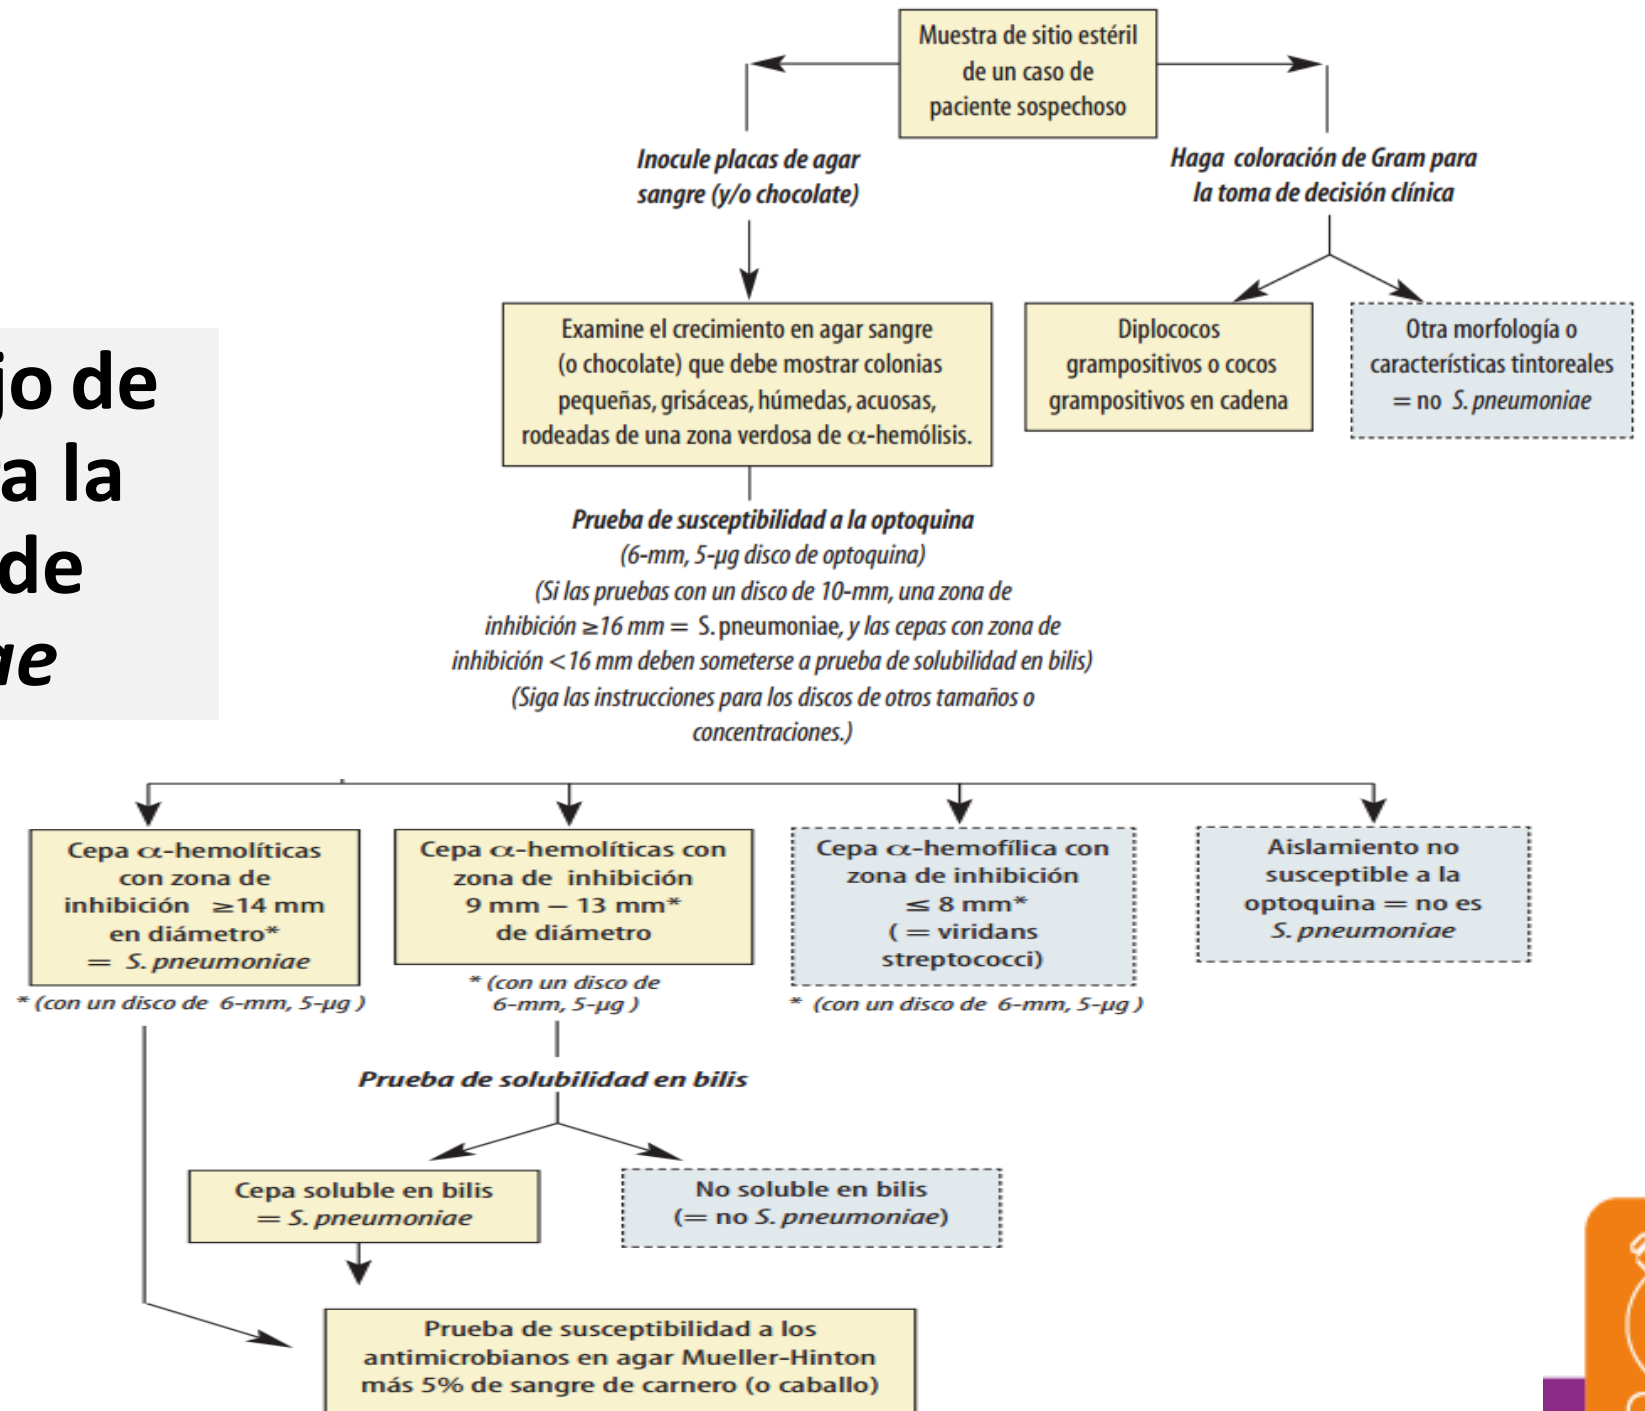 jo de
a la
de
ae
Muestra de sitio estéril
de un caso de
paciente sospechoso
Inocule placas de agar
sangre (y/o chocolate)
Haga coloración de Gram para
la toma de decisión clínica
Examine el crecimiento en agar sangre
(o chocolate) que debe mostrar colonias
pequeñas, grisáceas, húmedas, acuosas,
rodeadas de una zona verdosa de α-hemólisis.
Diplococos
grampositivos o cocos
grampositivos en cadena
Otra morfología o
características tintoreales
= no S. pneumoniae
Prueba de susceptibilidad a la optoquina
(6-mm, 5-µg disco de optoquina)
(Si las pruebas con un disco de 10-mm, una zona de
inhibición ≥16 mm = S. pneumoniae, y las cepas con zona de
inhibición <16 mm deben someterse a prueba de solubilidad en bilis)
(Siga las instrucciones para los discos de otros tamaños o
concentraciones.)
Cepa α-hemolíticas
con zona de
inhibición ≥14 mm
en diámetro*
= S. pneumoniae
* (con un disco de 6-mm, 5-µg )
Cepa α-hemolíticas con
zona de inhibición
9 mm – 13 mm*
de diámetro
* (con un disco de
6-mm, 5-µg )
Cepa α-hemofílica con
zona de inhibición
≤ 8 mm*
( = viridans
streptococci)
* (con un disco de 6-mm, 5-µg )
Aislamiento no
susceptible a la
optoquina = no es
S. pneumoniae
Prueba de solubilidad en bilis
Cepa soluble en bilis
= S. pneumoniae
No soluble en bilis
(= no S. pneumoniae)
Prueba de susceptibilidad a los
antimicrobianos en agar Mueller-Hinton
más 5% de sangre de carnero (o caballo)